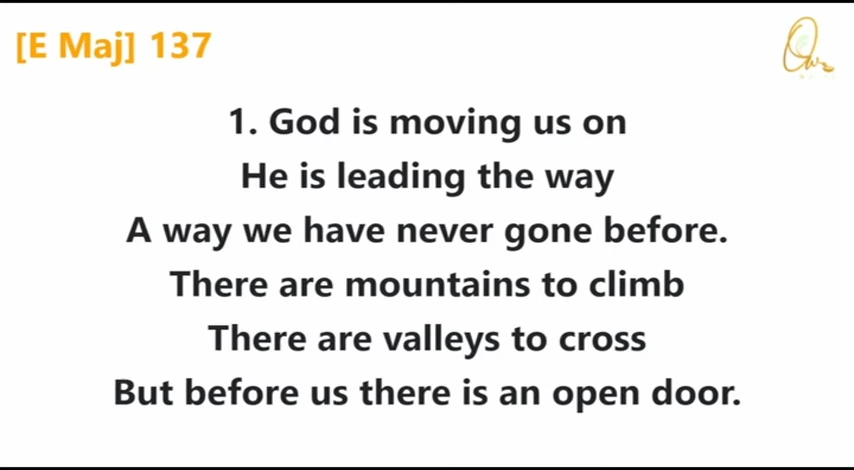 [E Maj] 137
1. God is moving us on
He is leading the way
A way we have never gone before.
There are mountains to climb
There are valleys to cross
But before us there is an open door.